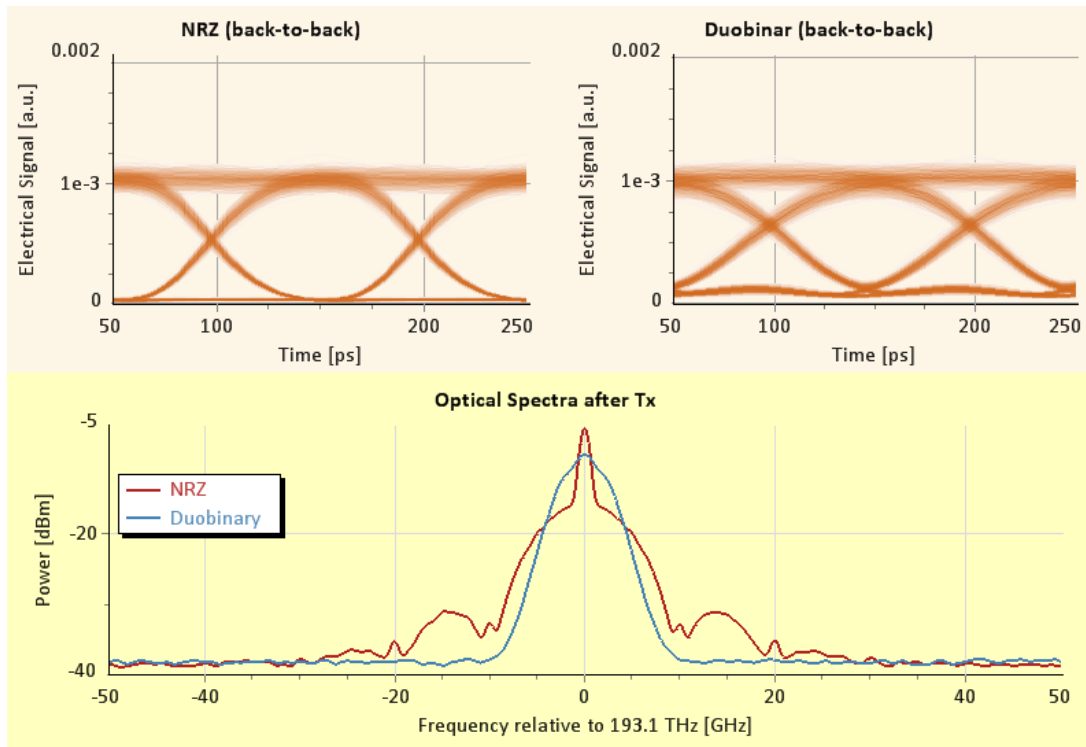 NRZ (back-to-back)
0.002
1e-3
0
Electrical Signal [a.u.]
50 100 200 250
Time [ps]
Duobinar (back-to-back)
0.002
1e-3
0
Electrical Signal [a.u.]
50 100 200 250
Time [ps]
Optical Spectra after Tx
-5
-20
-40
Power [dBm]
NRZ
Duobinary
-50 -40 -20 0 20 40 50
Frequency relative to 193.1 THz [GHz]